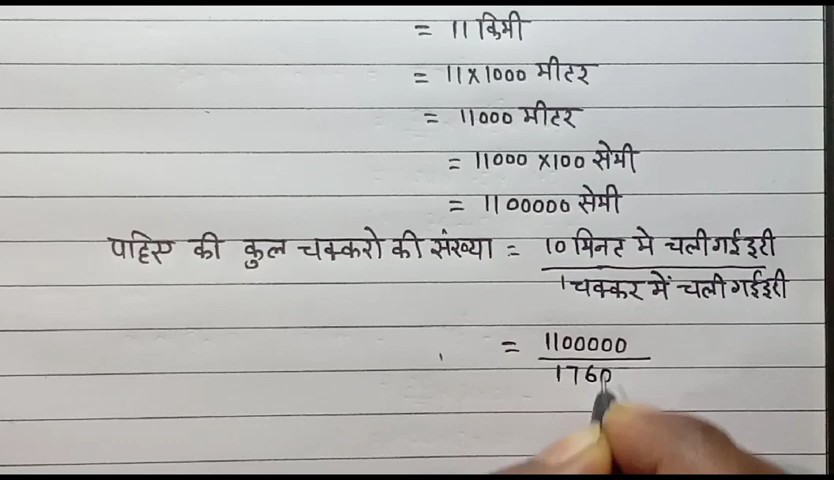 = 11 किमी
= 11×1000 मीटर
= 11000 मीटर
= 11000 ×100 सेमी
= 1100000 सेमी
पहिए की कुल चक्करो की संख्या = 10 मिनट मे चली गई दूरी
1 चक्कर में चली गई दूरी
= 1100000
1760